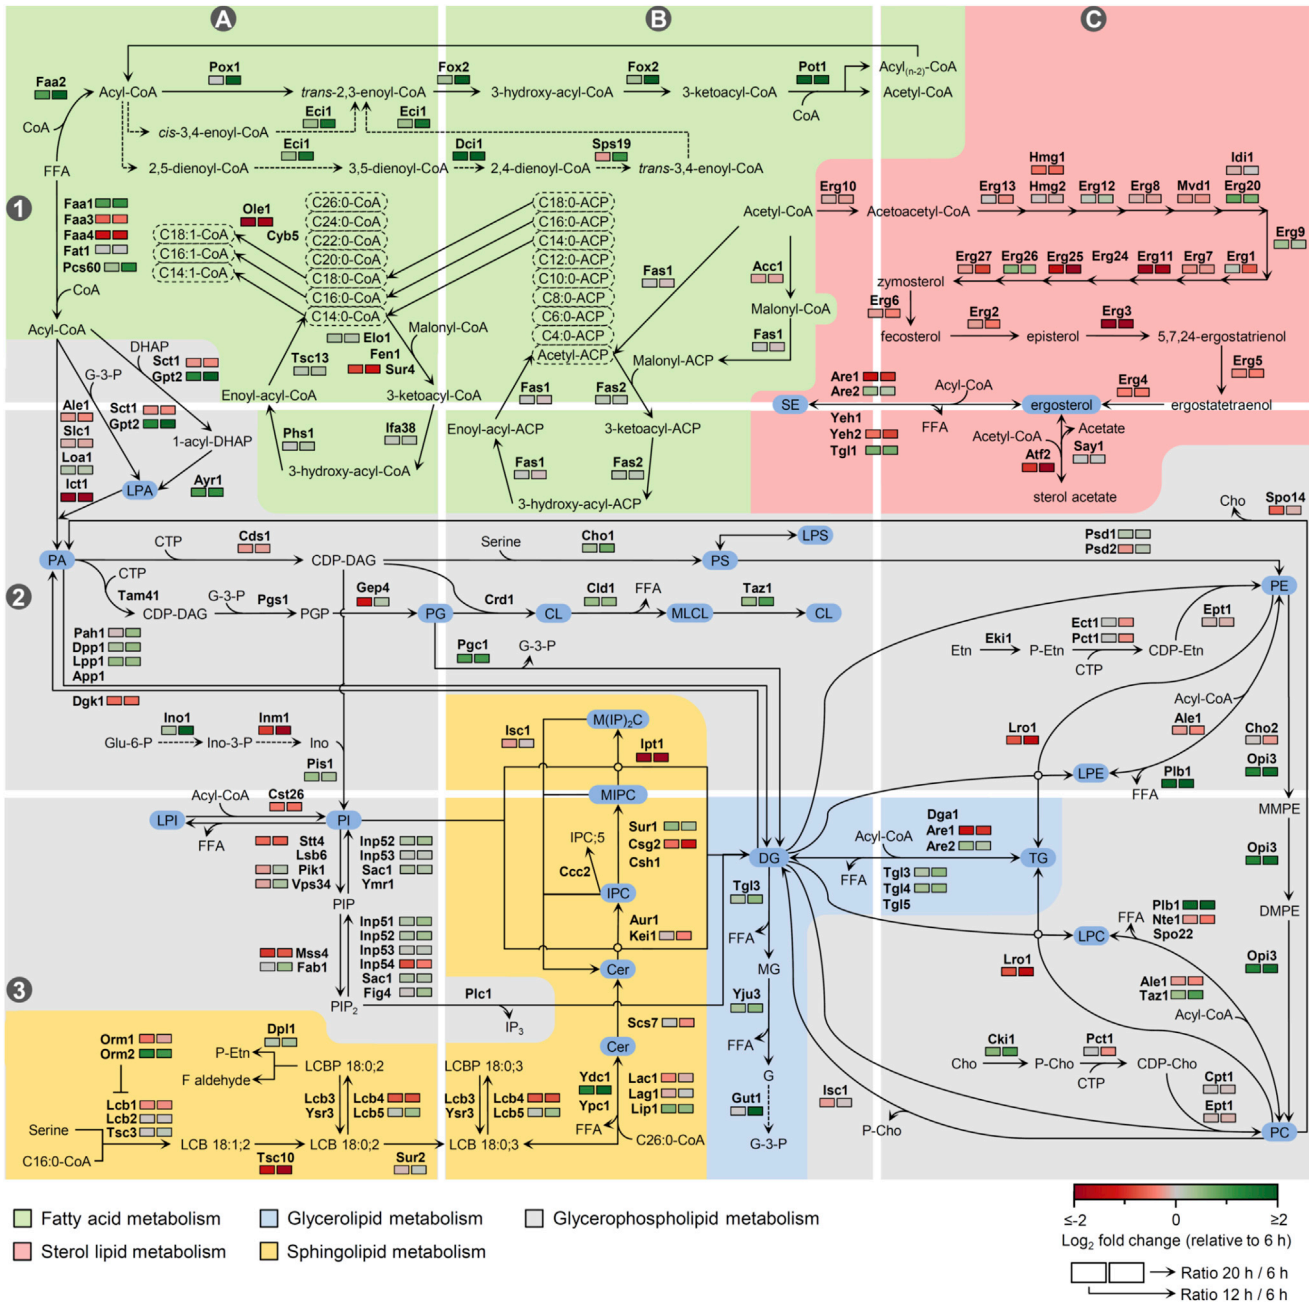 A
B
C
1
2
3
Faa2
Pox1
Fox2
Fox2
Pot1
Acyl(n-2)-CoA
Acyl-CoA
trans-2,3-enoyl-CoA
3-hydroxy-acyl-CoA
3-ketoacyl-CoA
Acetyl-CoA
CoA
CoA
Eci1
Eci1
cis-3,4-enoyl-CoA
Eci1
Dci1
Sps19
FFA
2,5-dienoyl-CoA
3,5-dienoyl-CoA
2,4-dienoyl-CoA
trans-3,4-enoyl-CoA
Faa1
Faa3
Faa4
Fat1
Pcs60
CoA
Acyl-CoA
Ole1
Cyb5
C18:1-CoA
C16:1-CoA
C14:1-CoA
C26:0-CoA
C24:0-CoA
C22:0-CoA
C20:0-CoA
C18:0-CoA
C16:0-CoA
C14:0-CoA
C18:0-ACP
C16:0-ACP
C14:0-ACP
C12:0-ACP
C10:0-ACP
C8:0-ACP
C6:0-ACP
C4:0-ACP
Acetyl-ACP
Elo1
Fen1
Sur4
Malonyl-CoA
Tsc13
Enoyl-acyl-CoA
3-ketoacyl-CoA
Phs1
Ifa38
3-hydroxy-acyl-CoA
Acetyl-CoA
Fas1
Acc1
Malonyl-CoA
Fas1
Malonyl-ACP
Fas1
Fas2
Enoyl-acyl-ACP
3-ketoacyl-ACP
Fas1
Fas2
3-hydroxy-acyl-ACP
Erg10
Acetoacetyl-CoA
Hmg1
Idi1
Erg13
Hmg2
Erg12
Erg8
Mvd1
Erg20
Erg9
Erg27
Erg26
Erg25
Erg24
Erg11
Erg7
Erg1
zymosterol
Erg6
Erg2
Erg3
fecosterol
episterol
5,7,24-ergostatrienol
Erg5
Erg4
Are1
Are2
Acyl-CoA
SE
ergosterol
ergostatetraenol
FFA
Yeh1
Yeh2
Tgl1
Acetyl-CoA
Acetate
Atf2
Say1
sterol acetate
DHAP
Sct1
Gpt2
G-3-P
Ale1
Slc1
Loa1
Ict1
Sct1
Gpt2
1-acyl-DHAP
LPA
Ayr1
Cho
Spo14
PA
CTP
Cds1
CDP-DAG
Serine
Cho1
PS
LPS
Psd1
Psd2
PE
CTP
Tam41
CDP-DAG
G-3-P
Pgs1
PGP
Gep4
PG
Crd1
CL
Cld1
FFA
MLCL
Taz1
CL
Pah1
Dpp1
Lpp1
App1
Dgk1
Pgc1
G-3-P
Ino1
Inm1
Glu-6-P
Ino-3-P
Ino
Pis1
Etn
Eki1
P-Etn
Ect1
Pct1
CTP
CDP-Etn
Ept1
Acyl-CoA
Lro1
Ale1
Cho2
Opi3
LPE
FFA
Plb1
MMPE
Isc1
M(IP)2C
Ipt1
MIPC
Sur1
Csg2
Csh1
IPC;5
Ccc2
IPC
Aur1
Kei1
Cer
Scs7
Cer
LPI
Acyl-CoA
Cst26
PI
FFA
Stt4
Lsb6
Pik1
Vps34
Inp52
Inp53
Sac1
Ymr1
PIP
Mss4
Fab1
Inp51
Inp52
Inp53
Inp54
Sac1
Fig4
PIP2
Plc1
IP3
DG
Acyl-CoA
Dga1
Are1
Are2
TG
FFA
Tgl3
Tgl4
Tgl5
Tgl3
FFA
MG
Yju3
FFA
G
Gut1
G-3-P
Opi3
DMPE
Plb1
Nte1
Spo22
FFA
LPC
Opi3
Lro1
Ale1
Taz1
Acyl-CoA
Cki1
Pct1
Cho
P-Cho
CTP
CDP-Cho
Cpt1
Ept1
PC
Isc1
P-Cho
Orm1
Orm2
Dpl1
P-Etn
F aldehyde
LCBP 18:0;2
LCBP 18:0;3
Lcb1
Lcb2
Tsc3
Lcb3
Ysr3
Lcb4
Lcb5
Lcb3
Ysr3
Lcb4
Lcb5
Ydc1
Ypc1
Lac1
Lag1
Lip1
FFA
C26:0-CoA
Serine
C16:0-CoA
LCB 18:1;2
Tsc10
LCB 18:0;2
Sur2
LCB 18:0;3
Fatty acid metabolism
Glycerolipid metabolism
Glycerophospholipid metabolism
Sterol lipid metabolism
Sphingolipid metabolism
≤-2
0
≥2
Log2 fold change (relative to 6 h)
Ratio 20 h / 6 h
Ratio 12 h / 6 h